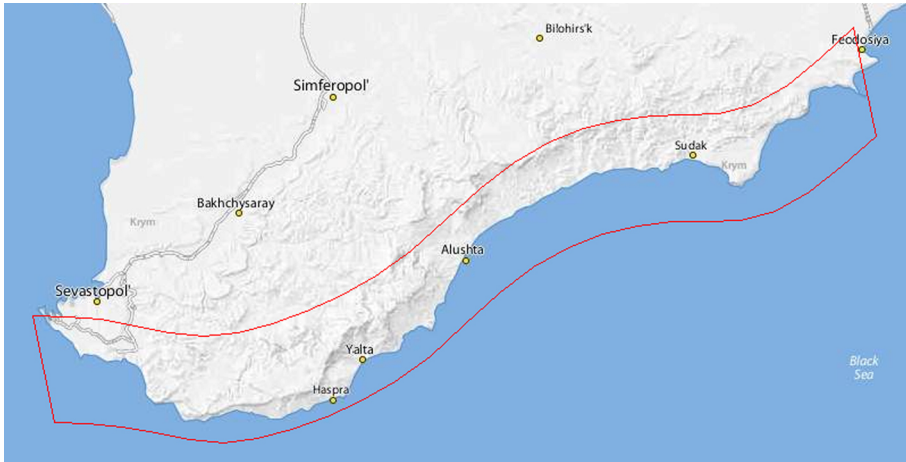 Bilohirs'k
Feodosiya
Simferopol'
Sudak
Krym
Bakhchysaray
Krym
Alushta
Sevastopol'
Yalta
Black
Sea
Haspra